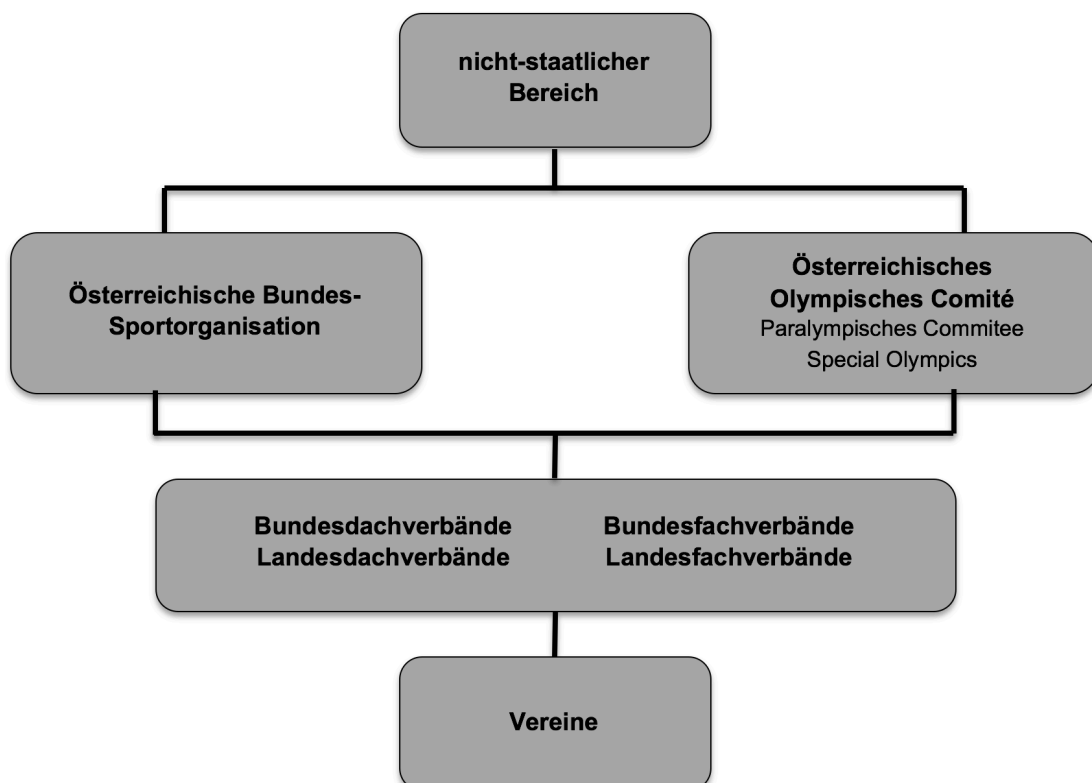 nicht-staatlicher
Bereich
Österreichische Bundes-
Sportorganisation
Österreichisches
Olympisches Comité
Paralympisches Commitee
Special Olympics
Bundesdachverbände
Landesdachverbände
Bundesfachverbände
Landesfachverbände
Vereine